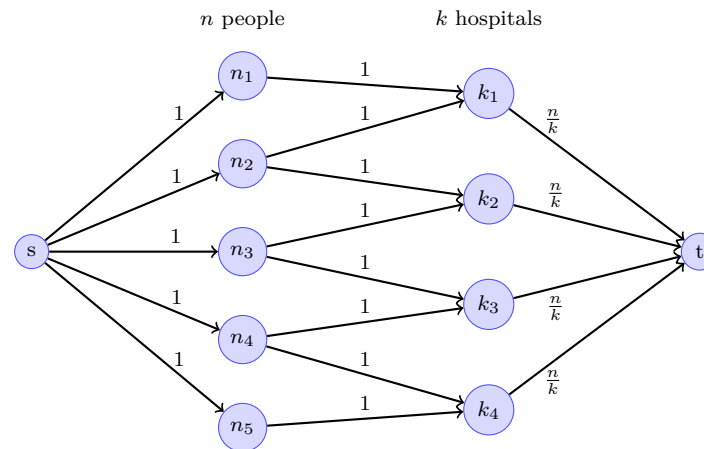 n people k hospitals
n₁
1
k₁
1
1
n/k
n₂
1
1
k₂
n/k
s
1
n₃
1
1
t
1
n₄
1
k₃
n/k
1
1
n₅
1
k₄
n/k